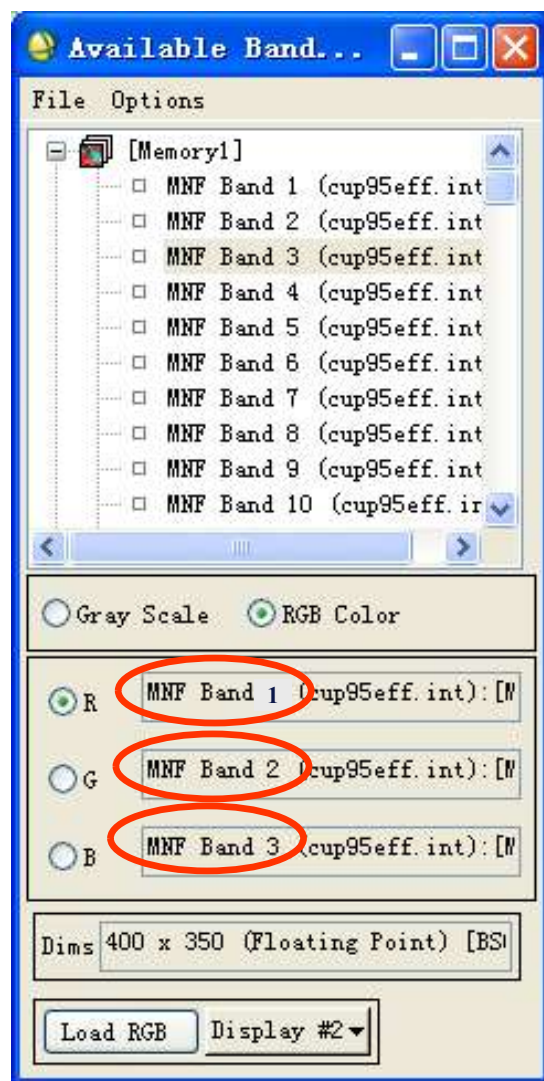 Available Band...
File Options
[Memory1]
MNF Band 1 (cup95eff.int
MNF Band 2 (cup95eff.int
MNF Band 3 (cup95eff.int
MNF Band 4 (cup95eff.int
MNF Band 5 (cup95eff.int
MNF Band 6 (cup95eff.int
MNF Band 7 (cup95eff.int
MNF Band 8 (cup95eff.int
MNF Band 9 (cup95eff.int
MNF Band 10 (cup95eff.ir
Gray Scale RGB Color
R MNF Band 1 (cup95eff.int):[M
G MNF Band 2 (cup95eff.int):[M
B MNF Band 3 (cup95eff.int):[M
Dims 400 x 350 (Floating Point) [BS
Load RGB Display #2